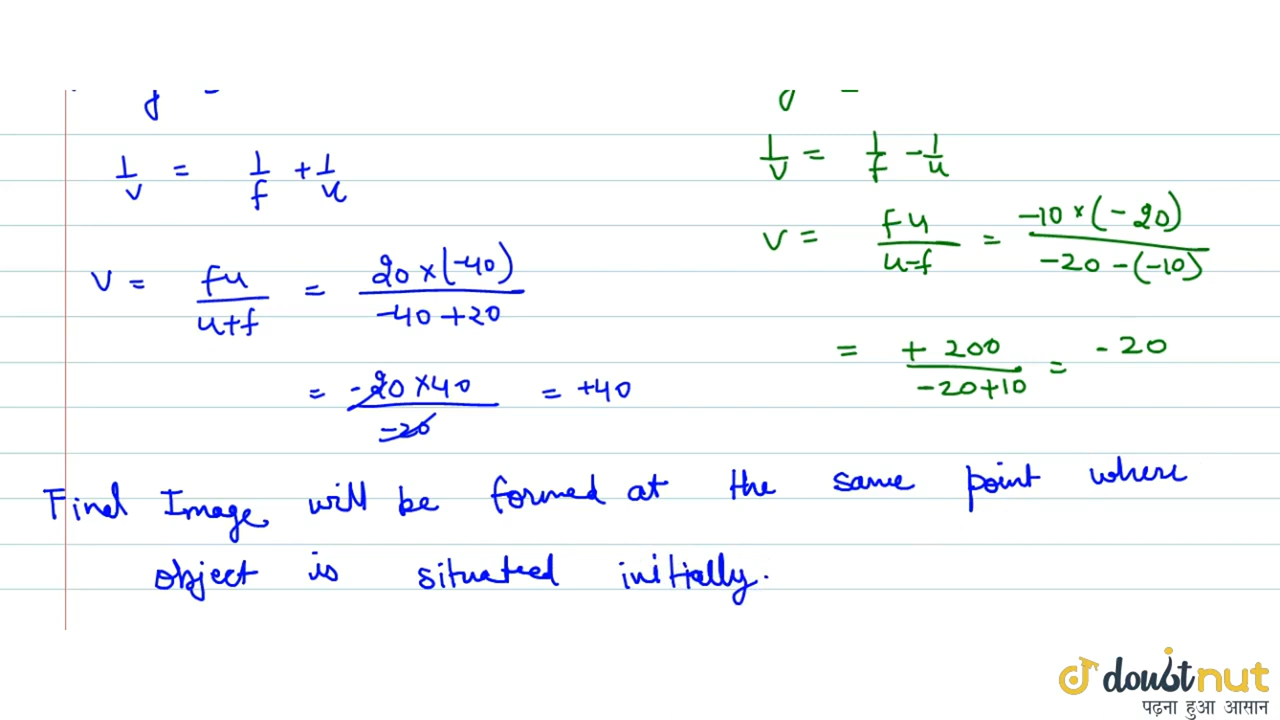 1/v = 1/f + 1/u
v = fu/u+f = 20×(-40)/-40+20
= -20×40/-20 = +40
1/v = 1/f - 1/u
v = fu/u-f = -10×(-20)/-20-(-10)
= +200/-20+10 = -20
Final Image will be formed at the same point where
object is situated initially.
doubtnut
पढ़ना हुआ आसान